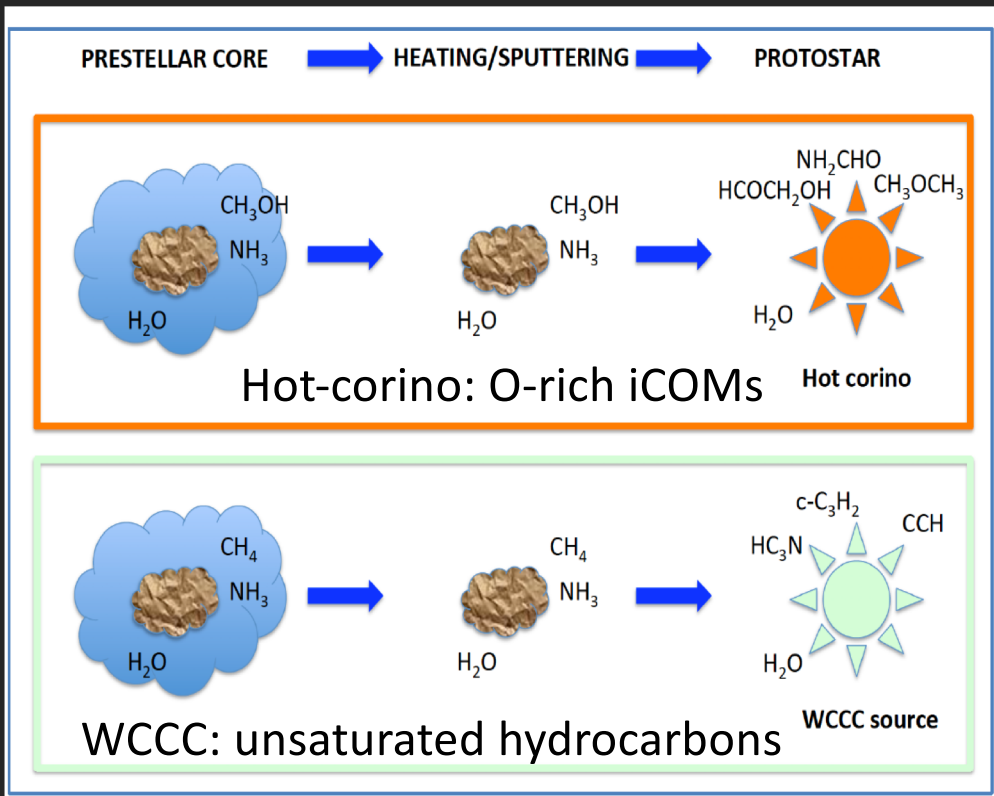 PRESTELLAR CORE HEATING/SPUTTERING PROTOSTAR
NH₂CHO
HCOCH₂OH CH₃OCH₃
CH₃OH CH₃OH
NH₃ NH₃
H₂O H₂O H₂O
Hot-corino: O-rich iCOMs Hot corino
c-C₃H₂
CCH
HC₃N
CH₄ CH₄
NH₃ NH₃
H₂O H₂O H₂O
WCCC source
WCCC: unsaturated hydrocarbons